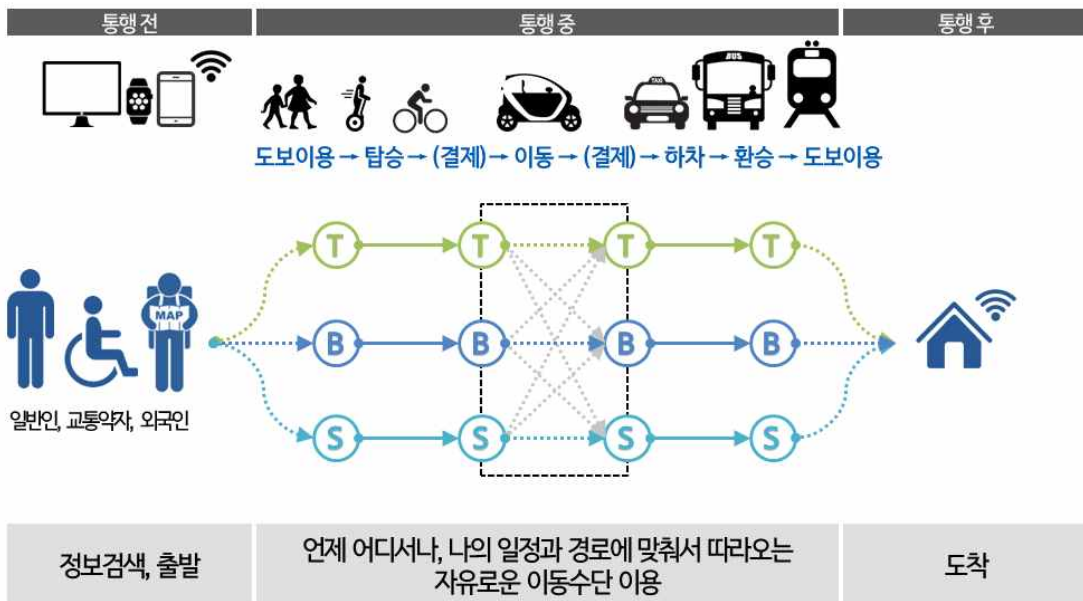 통행 전
통행 중
통행 후
TAXI
BUS
도보이용 → 탑승 → (결제) → 이동 → (결제) → 하차 → 환승 → 도보이용
T T T T
MAP
B B B B
일반인, 교통약자, 외국인
S S S S
정보검색, 출발
언제 어디서나, 나의 일정과 경로에 맞춰서 따라오는
자유로운 이동수단 이용
도착